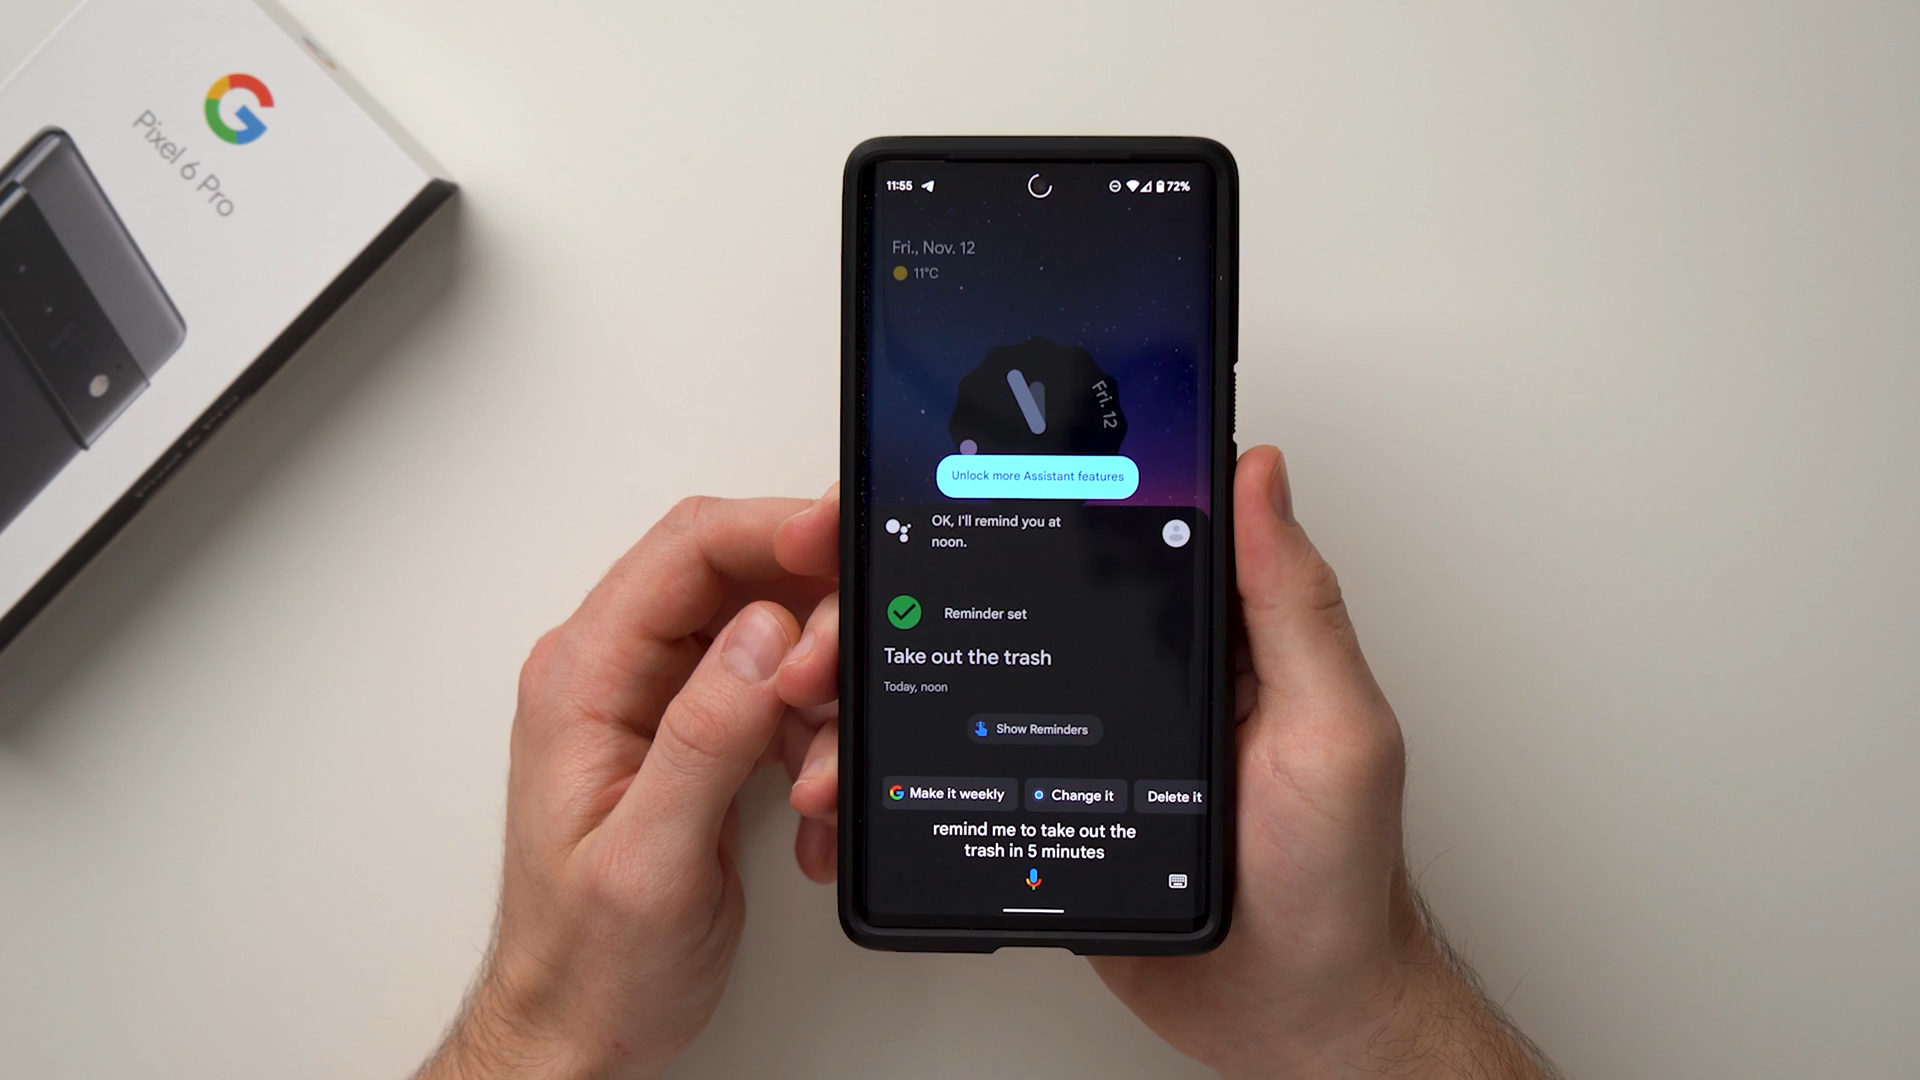 G
Pixel 6 Pro
11:55
72%
Fri., Nov. 12
11°C
Fri. 12
Unlock more Assistant features
OK, I'll remind you at
noon.
Reminder set
Take out the trash
Today, noon
Show Reminders
G Make it weekly
Change it
Delete it
remind me to take out the
trash in 5 minutes